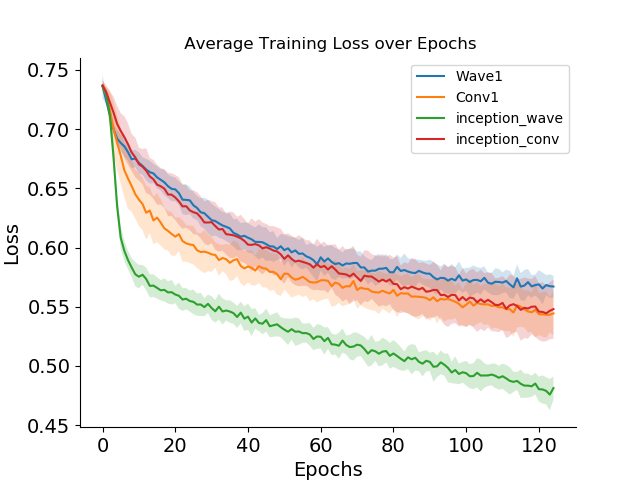 Average Training Loss over Epochs
0.75
0.70
0.65
0.60
0.55
0.50
0.45
Loss
Wave1
Conv1
inception_wave
inception_conv
0 20 40 60 80 100 120
Epochs